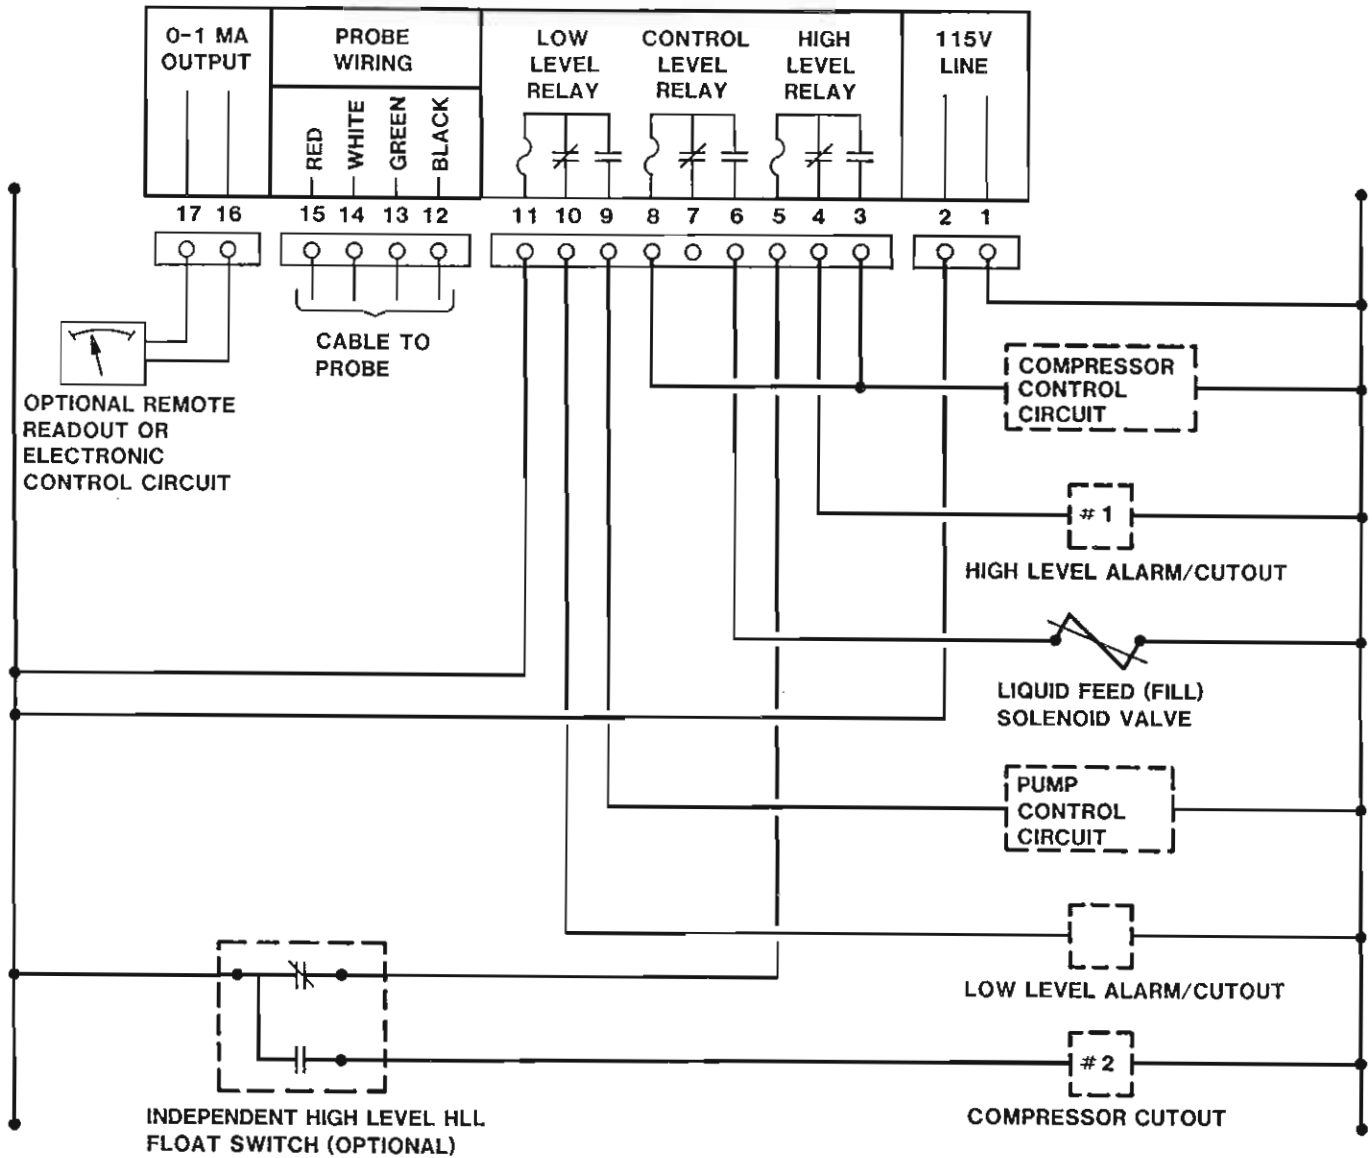 0-1 MA
OUTPUT
PROBE
WIRING
LOW
LEVEL
RELAY
CONTROL
LEVEL
RELAY
HIGH
LEVEL
RELAY
115V
LINE
RED
WHITE
GREEN
BLACK
17 16 15 14 13 12 11 10 9 8 7 6 5 4 3 2 1
CABLE TO
PROBE
OPTIONAL REMOTE
READOUT OR
ELECTRONIC
CONTROL CIRCUIT
COMPRESSOR
CONTROL
CIRCUIT
#1
HIGH LEVEL ALARM/CUTOUT
LIQUID FEED (FILL)
SOLENOID VALVE
PUMP
CONTROL
CIRCUIT
LOW LEVEL ALARM/CUTOUT
#2
COMPRESSOR CUTOUT
INDEPENDENT HIGH LEVEL HLL
FLOAT SWITCH (OPTIONAL)